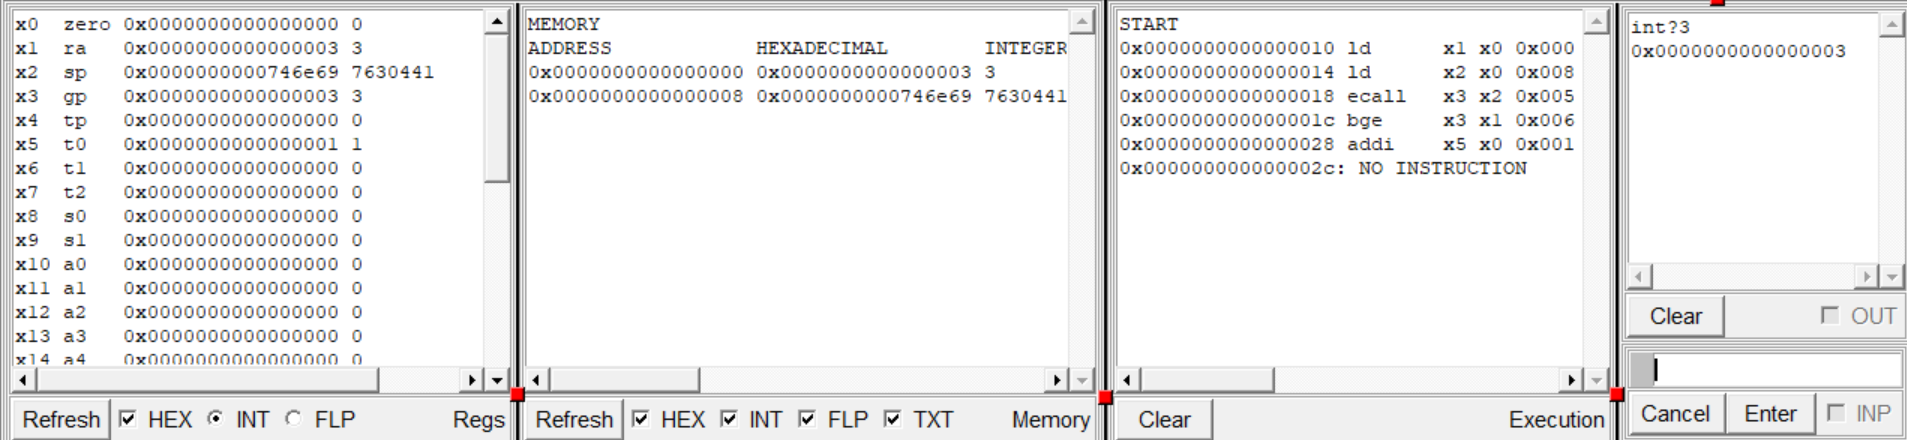 x0 zero 0x0000000000000000 0
x1 ra 0x0000000000000003 3
x2 sp 0x0000000000746e69 7630441
x3 gp 0x0000000000000003 3
x4 tp 0x0000000000000000 0
x5 t0 0x0000000000000001 1
x6 t1 0x0000000000000000 0
x7 t2 0x0000000000000000 0
x8 s0 0x0000000000000000 0
x9 s1 0x0000000000000000 0
x10 a0 0x0000000000000000 0
x11 a1 0x0000000000000000 0
x12 a2 0x0000000000000000 0
x13 a3 0x0000000000000000 0
x14 a4 0x0000000000000000 0
Refresh HEX INT FLP Regs
MEMORY
ADDRESS HEXADECIMAL INTEGER
0x0000000000000000 0x0000000000000003 3
0x0000000000000008 0x0000000000746e69 7630441
Refresh HEX INT FLP TXT Memory
START
0x0000000000000010 ld x1 x0 0x000
0x0000000000000014 ld x2 x0 0x008
0x0000000000000018 ecall x3 x2 0x005
0x000000000000001c bge x3 x1 0x006
0x0000000000000028 addi x5 x0 0x001
0x000000000000002c: NO INSTRUCTION
Clear Execution
int?3
0x0000000000000003
Clear OUT
Cancel Enter INP